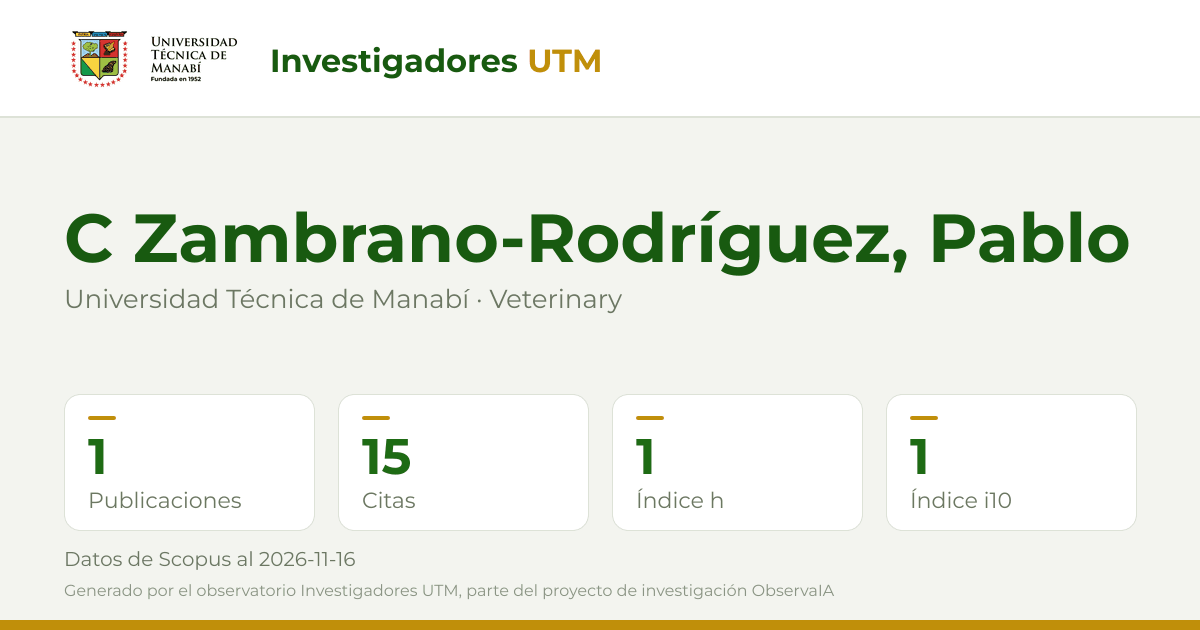 UNIVERSIDAD
TÉCNICA DE
MANABÍ
Fundada en 1952
Investigadores UTM
C Zambrano-Rodríguez, Pablo
Universidad Técnica de Manabí · Veterinary
1
Publicaciones
15
Citas
1
Índice h
1
Índice i10
Datos de Scopus al 2026-11-16
Generado por el observatorio Investigadores UTM, parte del proyecto de investigación ObservaIA